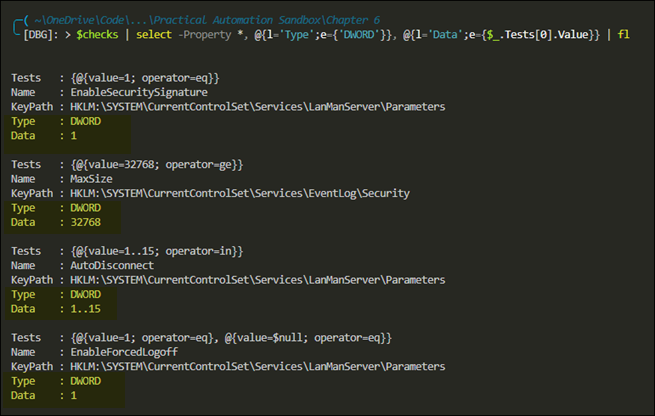 ( ~\OneDrive\Code\...\Practical Automation Sandbox\Chapter 6
[DBG]: > $checks | select -Property *, @{l='Type';e={'DWORD'}}, @{l='Data';e={$_.Tests[0].Value}} | fl
Tests : {@{value=1; operator=eq}}
Name : EnableSecuritySignature
KeyPath : HKLM:\SYSTEM\CurrentControlSet\Services\LanManServer\Parameters
Type : DWORD
Data : 1
Tests : {@{value=32768; operator=ge}}
Name : MaxSize
KeyPath : HKLM:\SYSTEM\CurrentControlSet\Services\EventLog\Security
Type : DWORD
Data : 32768
Tests : {@{value=1..15; operator=in}}
Name : AutoDisconnect
KeyPath : HKLM:\SYSTEM\CurrentControlSet\Services\LanManServer\Parameters
Type : DWORD
Data : 1..15
Tests : {@{value=1; operator=eq}, @{value=$null; operator=eq}}
Name : EnableForcedLogoff
KeyPath : HKLM:\SYSTEM\CurrentControlSet\Services\LanManServer\Parameters
Type : DWORD
Data : 1